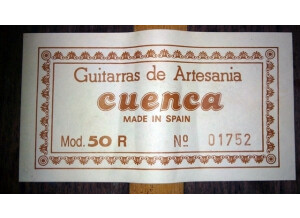 Guitarras de Artesania
cuenca
MADE IN SPAIN
Mod. 50 R Nº 01752